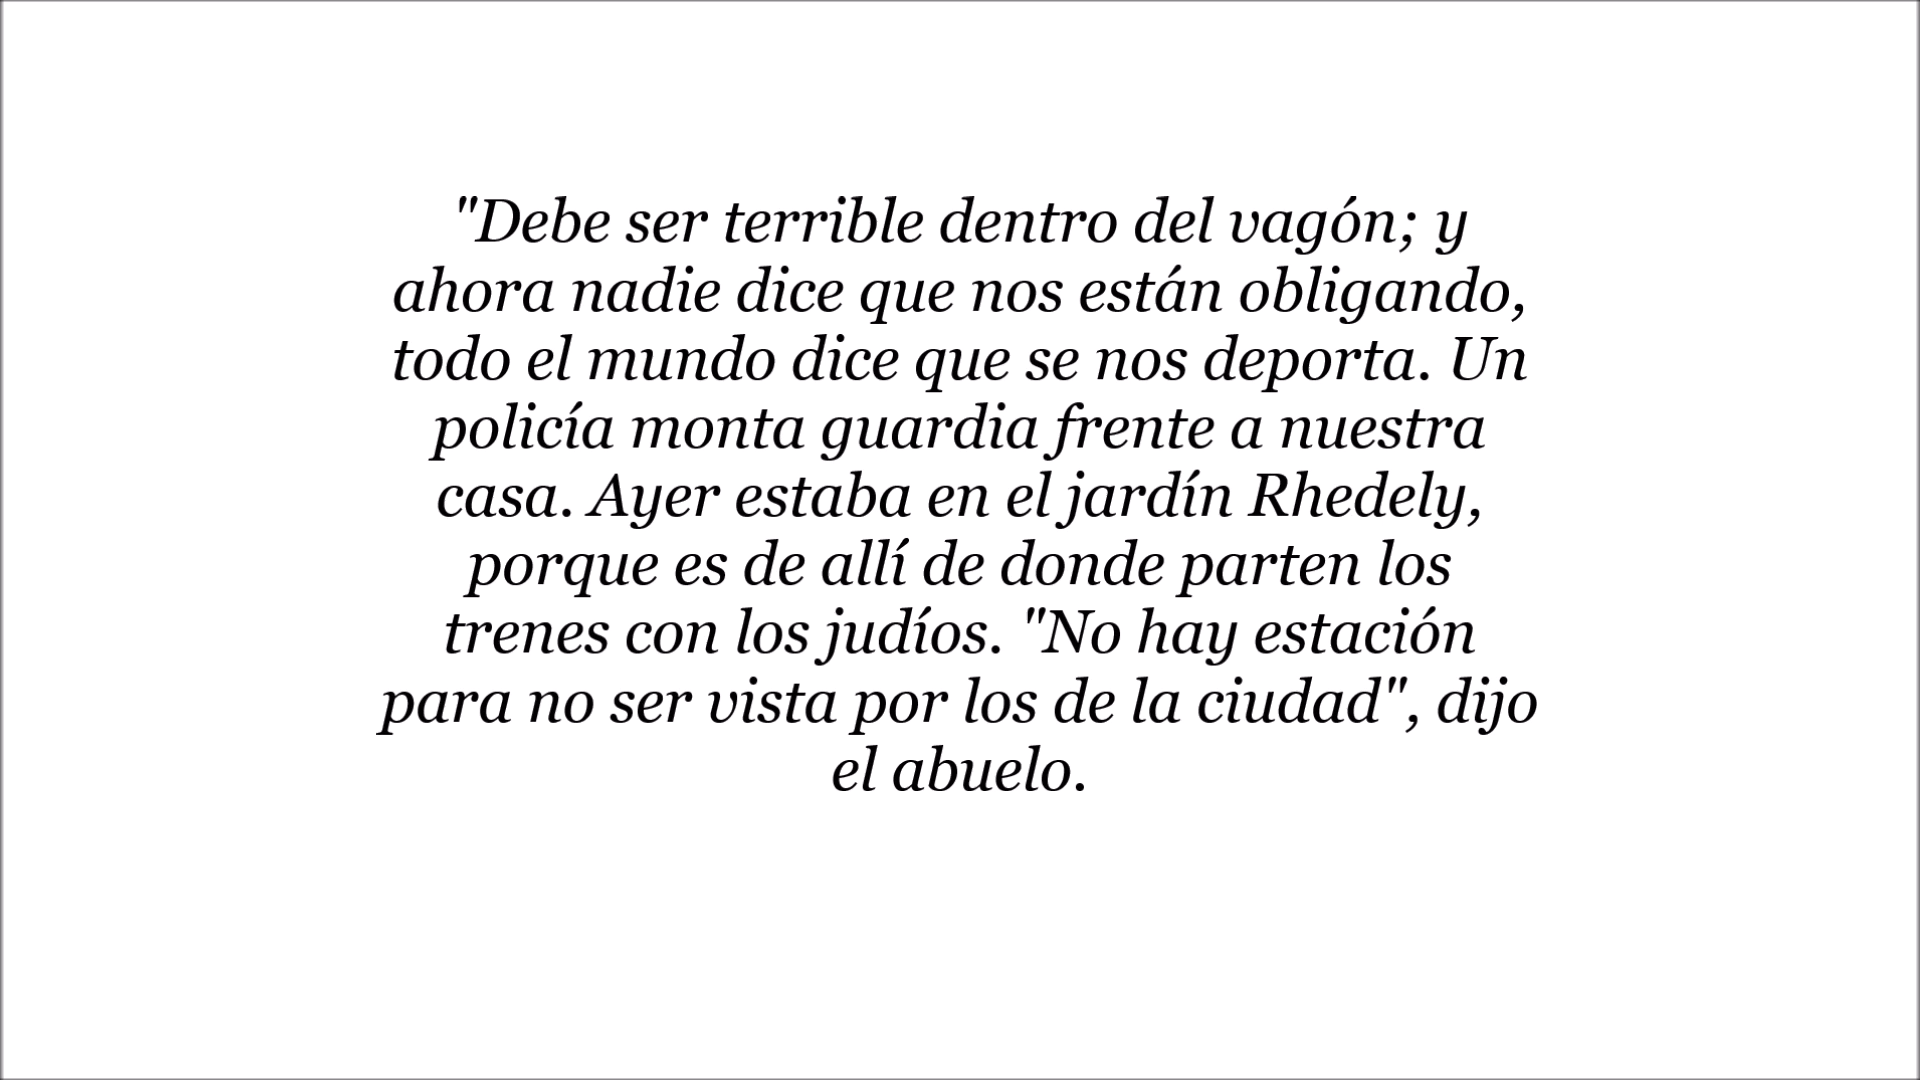 "Debe ser terrible dentro del vagón; y
ahora nadie dice que nos están obligando,
todo el mundo dice que se nos deporta. Un
policía monta guardia frente a nuestra
casa. Ayer estaba en el jardín Rhedely,
porque es de allí de donde parten los
trenes con los judíos. "No hay estación
para no ser vista por los de la ciudad", dijo
el abuelo.